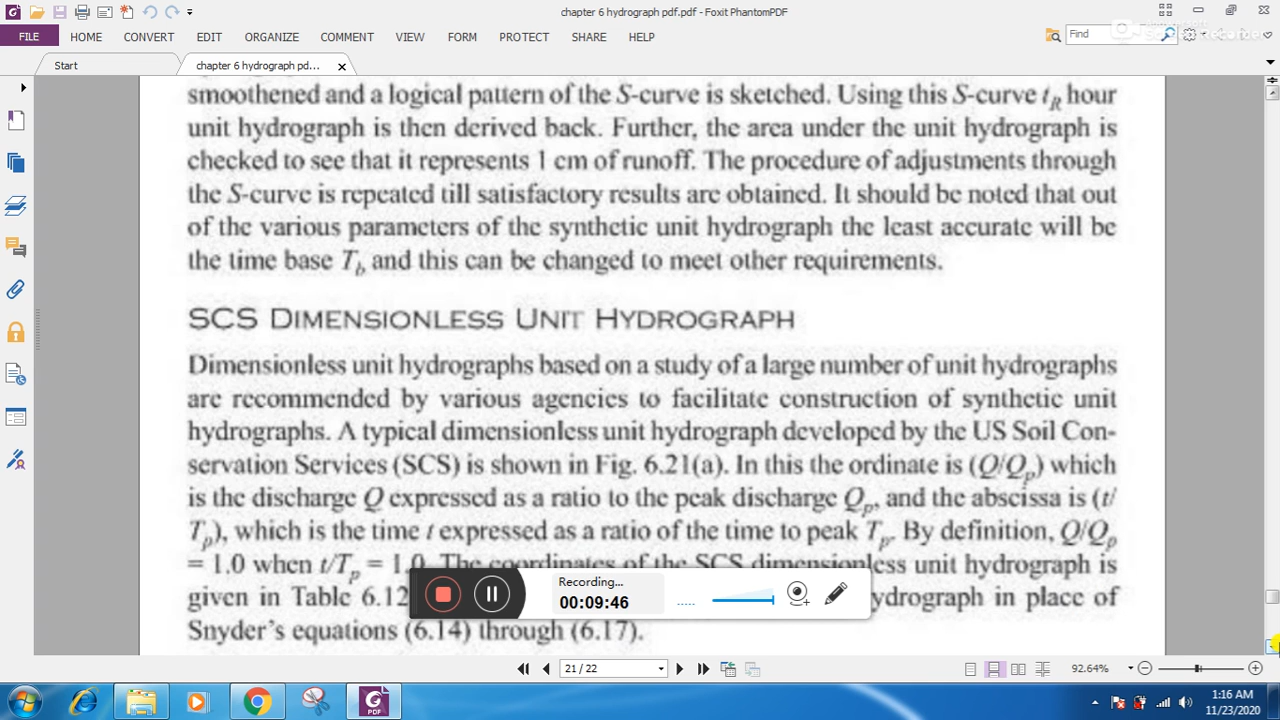 chapter 6 hydrograph pdf.pdf - Foxit PhantomPDF
FILE HOME CONVERT EDIT ORGANIZE COMMENT VIEW FORM PROTECT SHARE HELP
Find
Start
chapter 6 hydrograph pd...
smoothened and a logical pattern of the S-curve is sketched. Using this S-curve tR hour
unit hydrograph is then derived back. Further, the area under the unit hydrograph is
checked to see that it represents 1 cm of runoff. The procedure of adjustments through
the S-curve is repeated till satisfactory results are obtained. It should be noted that out
of the various parameters of the synthetic unit hydrograph the least accurate will be
the time base Tb and this can be changed to meet other requirements.
SCS DIMENSIONLESS UNIT HYDROGRAPH
Dimensionless unit hydrographs based on a study of a large number of unit hydrographs
are recommended by various agencies to facilitate construction of synthetic unit
hydrographs. A typical dimensionless unit hydrograph developed by the US Soil Con-
servation Services (SCS) is shown in Fig. 6.21(a). In this the ordinate is (Q/Qp) which
is the discharge Q expressed as a ratio to the peak discharge Qp, and the abscissa is (t/
Tp), which is the time t expressed as a ratio of the time to peak Tp. By definition, Q/Qp
= 1.0 when t/Tp = 1.0. The coordinates of the SCS dimensionless unit hydrograph is
given in Table 6.12 ydrograph in place of
Snyder's equations (6.14) through (6.17).
Recording...
00:09:46
21 / 22
92.64%
PDF
1:16 AM
11/23/2020